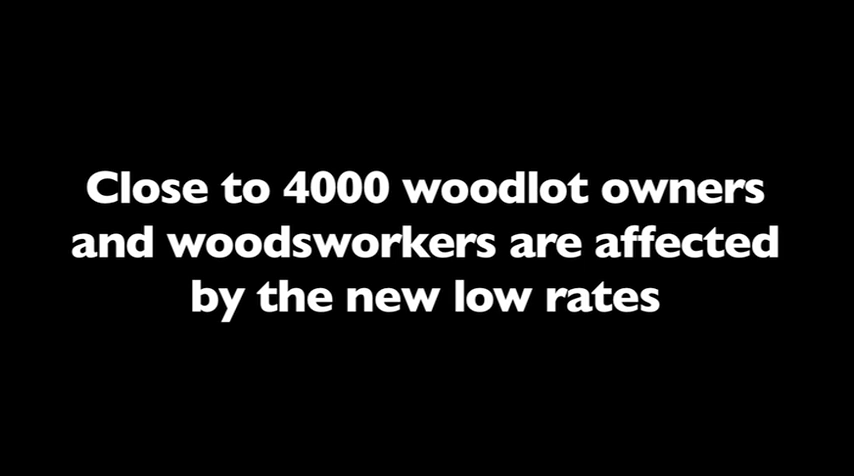 Close to 4000 woodlot owners
and woodsworkers are affected
by the new low rates